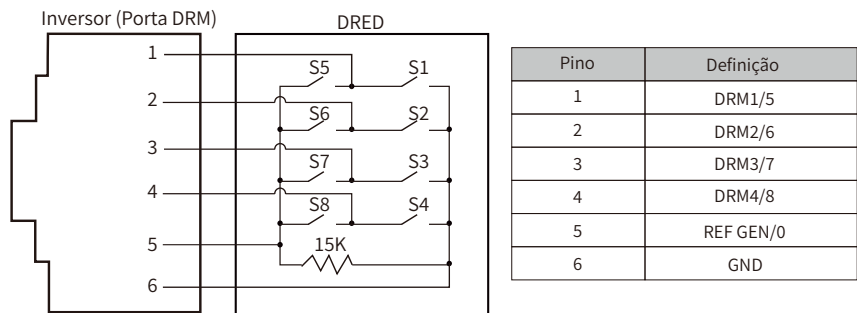 Inversor (Porta DRM)
DRED
1
2
3
4
5
6
S5
S1
S6
S2
S7
S3
S8
S4
15K
Pino Definição
1 DRM1/5
2 DRM2/6
3 DRM3/7
4 DRM4/8
5 REF GEN/0
6 GND